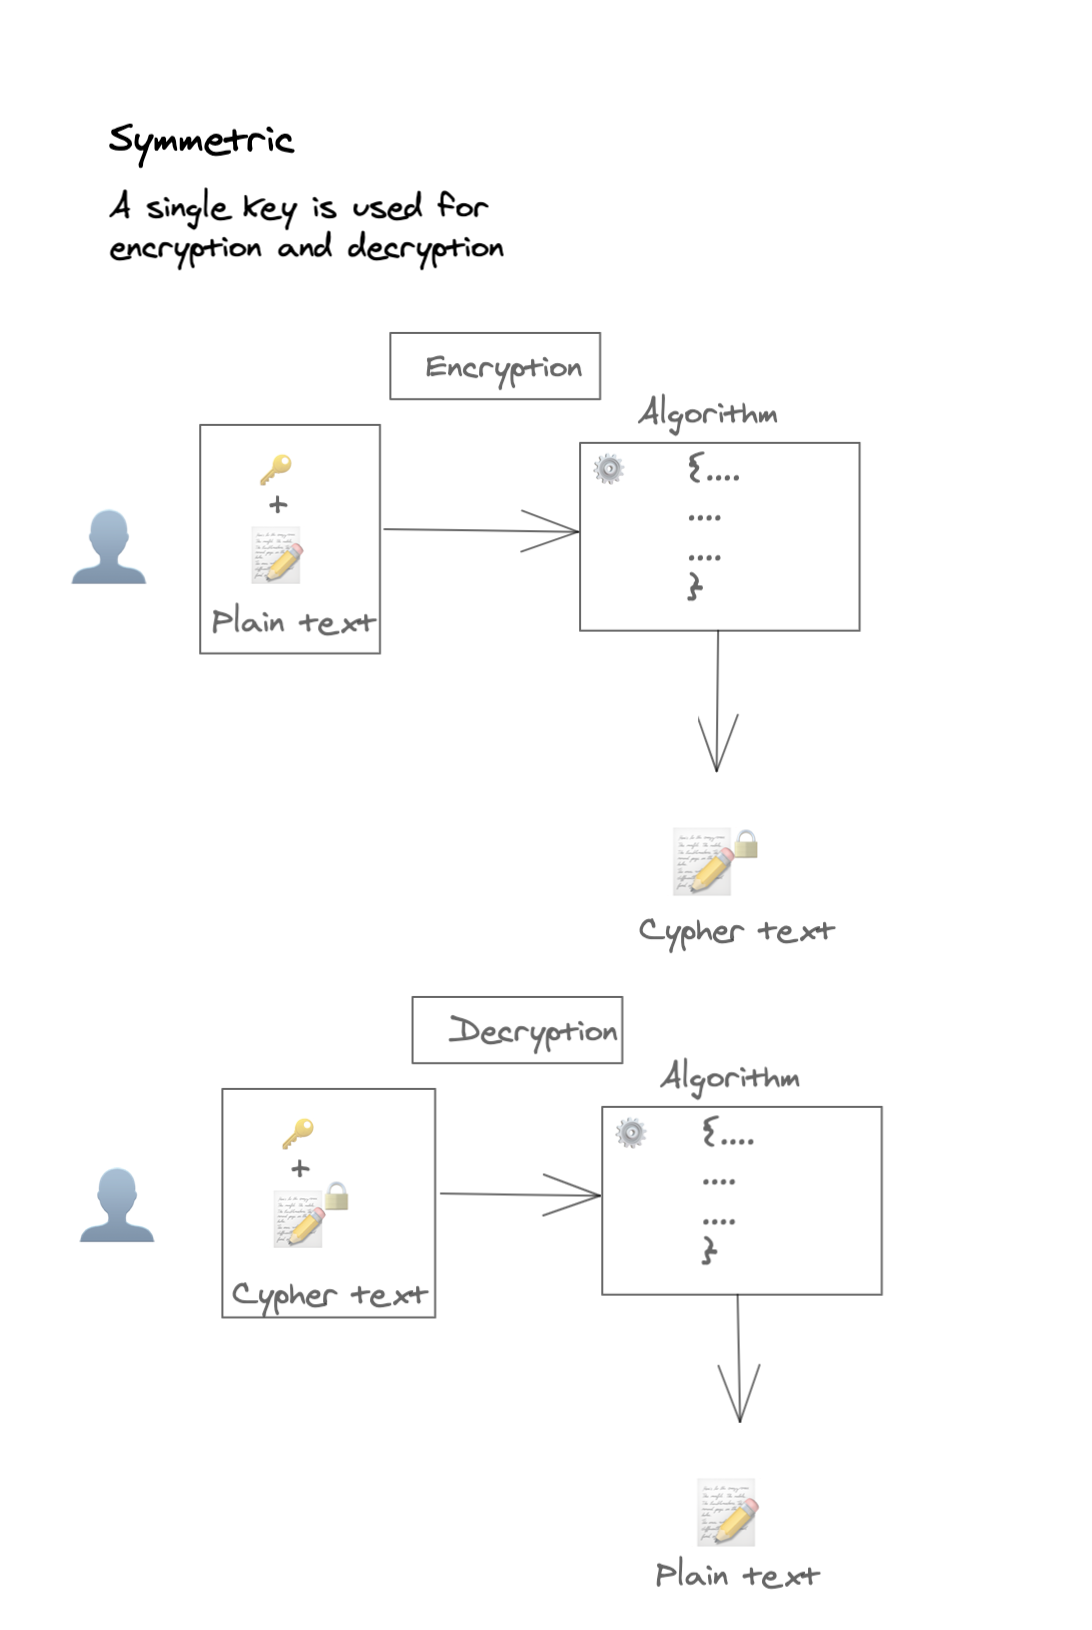 Symmetric
A single key is used for
encryption and decryption
Encryption
Algorithm
{....
+
....
....
}
Plain text
Cypher text
Decryption
Algorithm
{....
+
....
....
}
Cypher text
Plain text